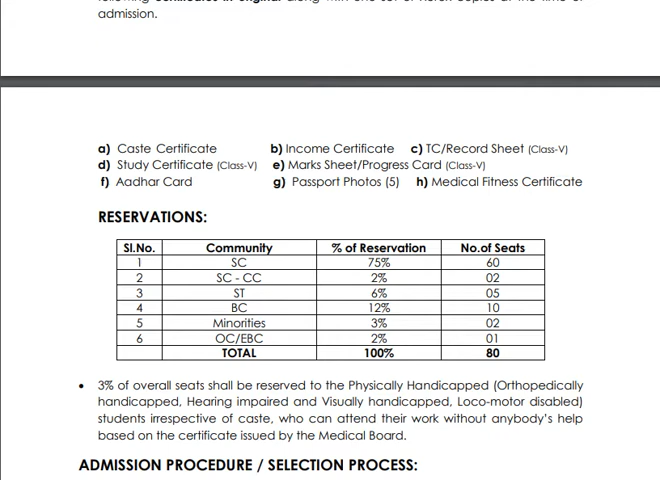 admission.
a) Caste Certificate b) Income Certificate c) TC/Record Sheet (Class-V)
d) Study Certificate (Class-V) e) Marks Sheet/Progress Card (Class-V)
f) Aadhar Card g) Passport Photos (5) h) Medical Fitness Certificate
RESERVATIONS:
Sl.No. Community % of Reservation No.of Seats
1 SC 75% 60
2 SC - CC 2% 02
3 ST 6% 05
4 BC 12% 10
5 Minorities 3% 02
6 OC/EBC 2% 01
TOTAL 100% 80
• 3% of overall seats shall be reserved to the Physically Handicapped (Orthopedically
handicapped, Hearing impaired and Visually handicapped, Loco-motor disabled)
students irrespective of caste, who can attend their work without anybody's help
based on the certificate issued by the Medical Board.
ADMISSION PROCEDURE / SELECTION PROCESS: